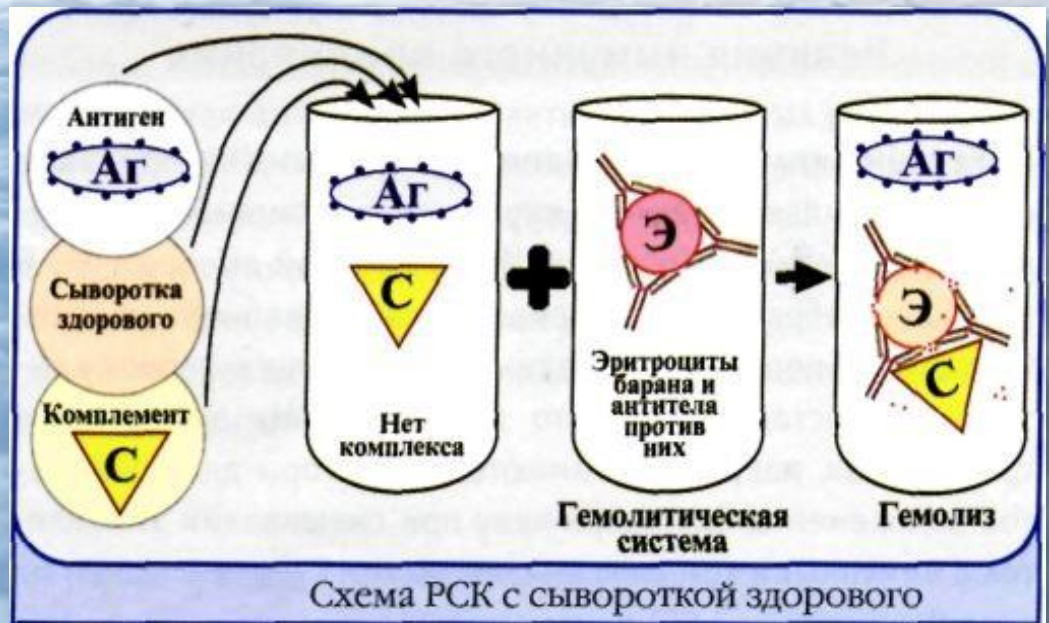 Антиген
Аг
Сыворотка
здорового
Комплемент
С
Аг
С
Нет
комплекса
Э
Эритроциты
барана и
антитела
против
них
Гемолитическая
система
Аг
Э
С
Гемолиз
Схема РСК с сывороткой здорового